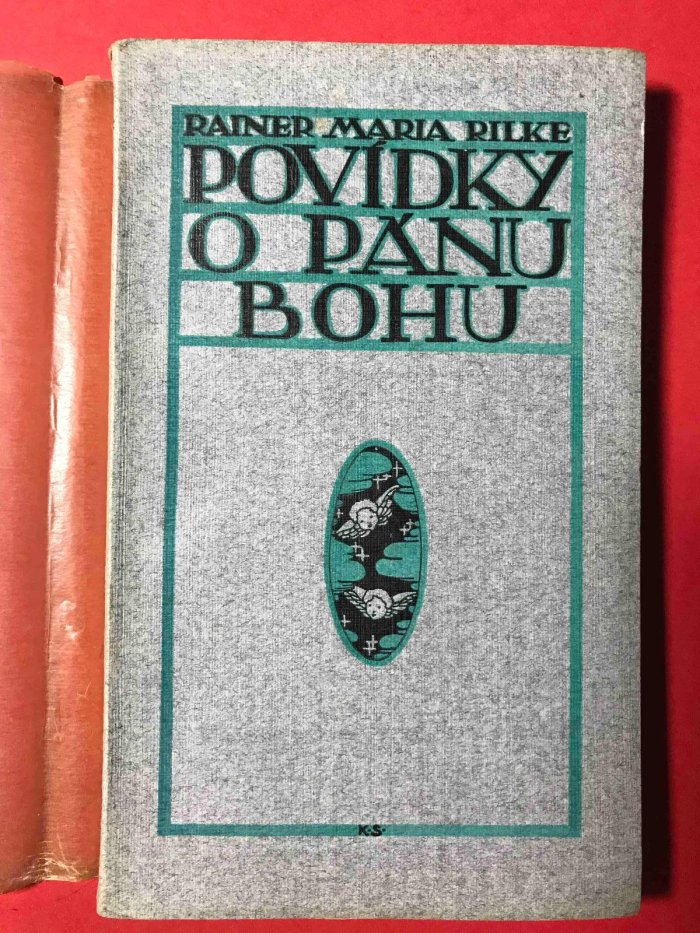 RAINER MARIA RILKE
POVÍDKY
O PÁNU
BOHU
K·S·